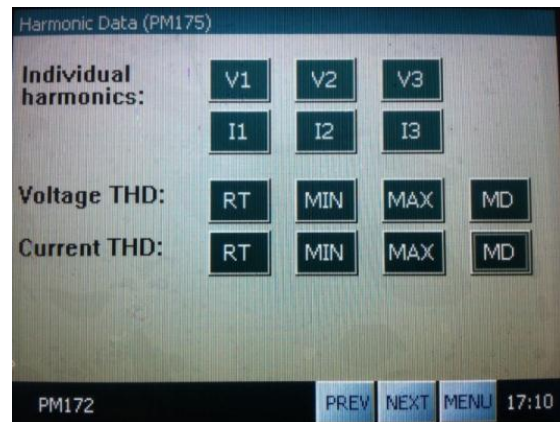 Harmonic Data (PM175)
Individual
harmonics:
V1 V2 V3
I1 I2 I3
Voltage THD: RT MIN MAX MD
Current THD: RT MIN MAX MD
PM172 PREV NEXT MENU 17:10